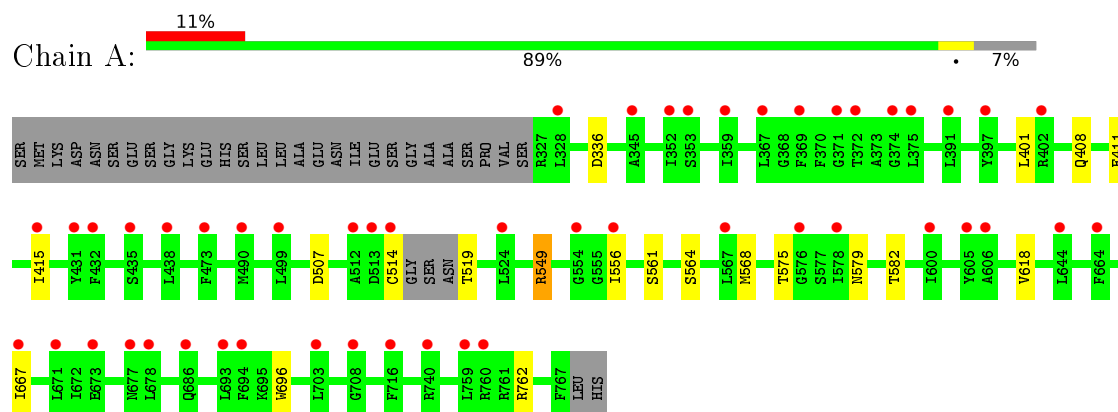 11%
Chain A:
89%
7%
SER MET LYS ASP ASN SER GLU SER GLY LYS GLU HIS SER LEU LEU ALA GLU ASN ILE GLU SER GLY ALA ALA SER PRO VAL SER R327 L328 D336 A345 I352 S353 I359 L367 G368 F369 F370 G371 T372 A373 G374 L375 L391 Y397 L401 R402 Q408
I415 Y431 F432 S435 L438 F473 M490 L499 D507 A512 D513 C514 GLY SER ASN T519 L524 R549 G554 G555 I556 S561 S564 L567 M568 T575 G576 S577 I578 N579 T582 I600 Y605 A606 V618 L644 F664
I667 L671 I672 E673 N677 L678 Q686 L693 F694 K695 W696 L703 G708 F716 R740 L759 R760 R761 R762 F767 LEU HIS